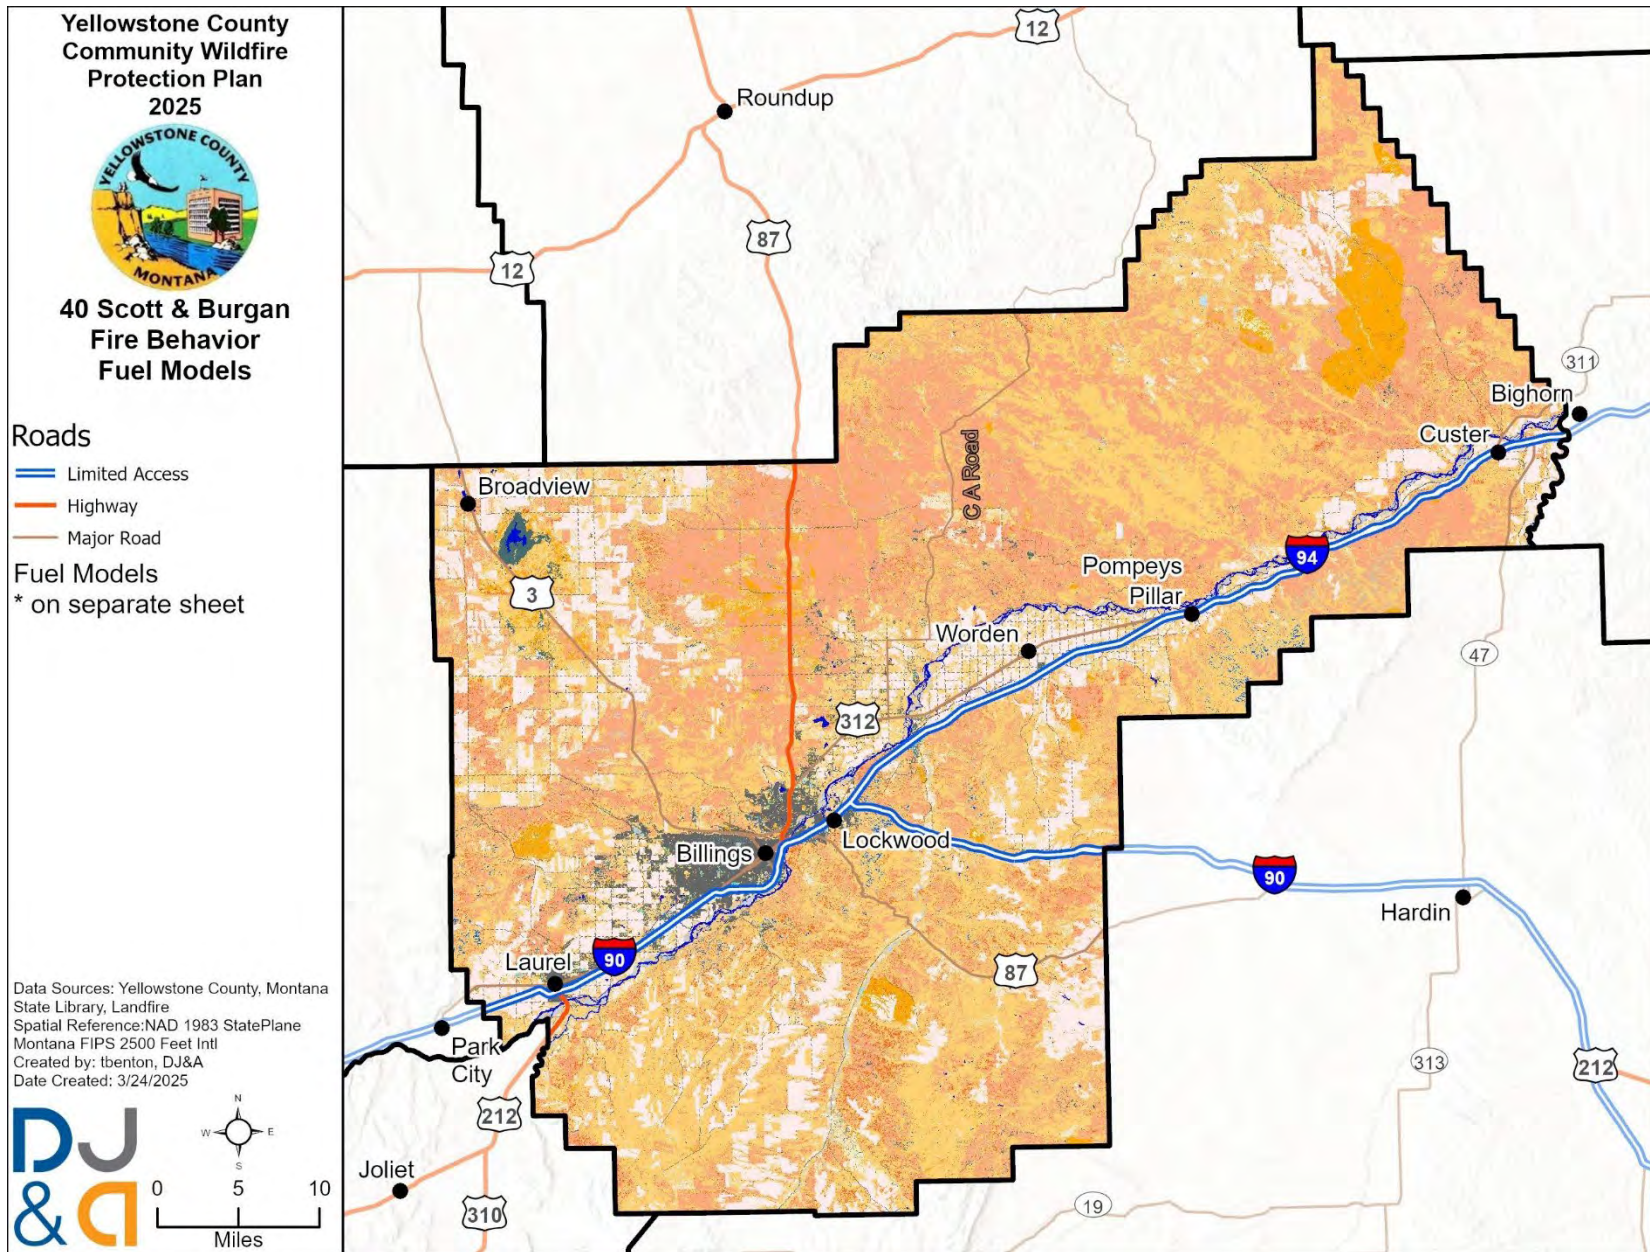 Yellowstone County
Community Wildfire
Protection Plan
2025
YELLOWSTONE COUNTY
MONTANA
40 Scott & Burgan
Fire Behavior
Fuel Models
Roads
Limited Access
Highway
Major Road
Fuel Models
* on separate sheet
Data Sources: Yellowstone County, Montana
State Library, Landfire
Spatial Reference:NAD 1983 StatePlane
Montana FIPS 2500 Feet Intl
Created by: tbenton, DJ&A
Date Created: 3/24/2025
DJ
&A
N
W E
S
0 5 10
Miles
12
Roundup
87
12
311
Bighorn
Custer
C A Road
Broadview
94
Pompeys
Pillar
3
Worden
47
312
Lockwood
Billings
90
Hardin
Laurel
90
87
Park
City
313
212
212
Joliet
310
19